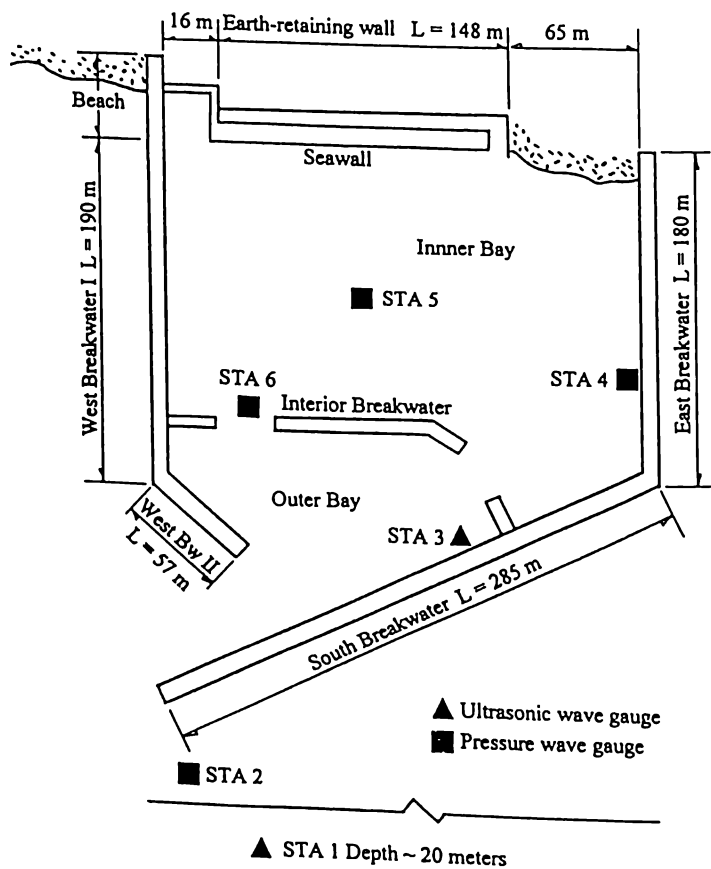 16 m Earth-retaining wall L = 148 m 65 m
Beach
Seawall
West Breakwater I L = 190 m
Innner Bay
East Breakwater L = 180 m
STA 5
STA 6
STA 4
Interior Breakwater
Outer Bay
West Bw II
L = 57 m
STA 3
South Breakwater L = 285 m
Ultrasonic wave gauge
Pressure wave gauge
STA 2
STA 1 Depth ~ 20 meters